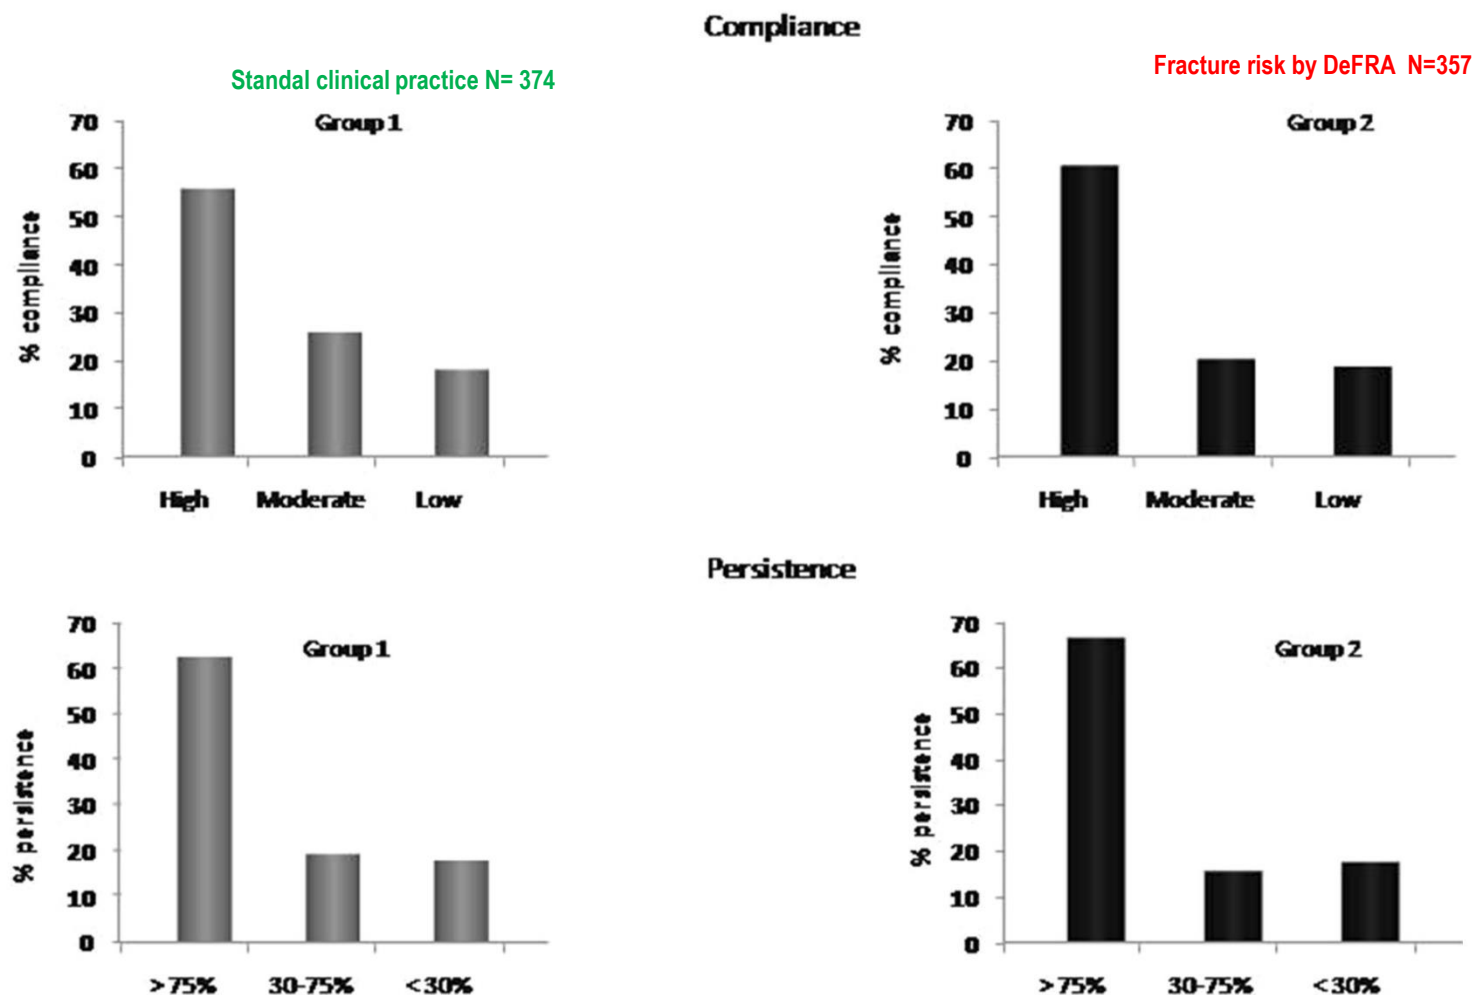 Compliance
Standal clinical practice N= 374
Fracture risk by DeFRA N=357
Group 1
% compliance
70
60
50
40
30
20
10
0
High Moderate Low
Group 2
% compliance
70
60
50
40
30
20
10
0
High Moderate Low
Persistence
Group 1
% persistence
70
60
50
40
30
20
10
0
>75% 30-75% <30%
Group 2
% persistence
70
60
50
40
30
20
10
0
>75% 30-75% <30%